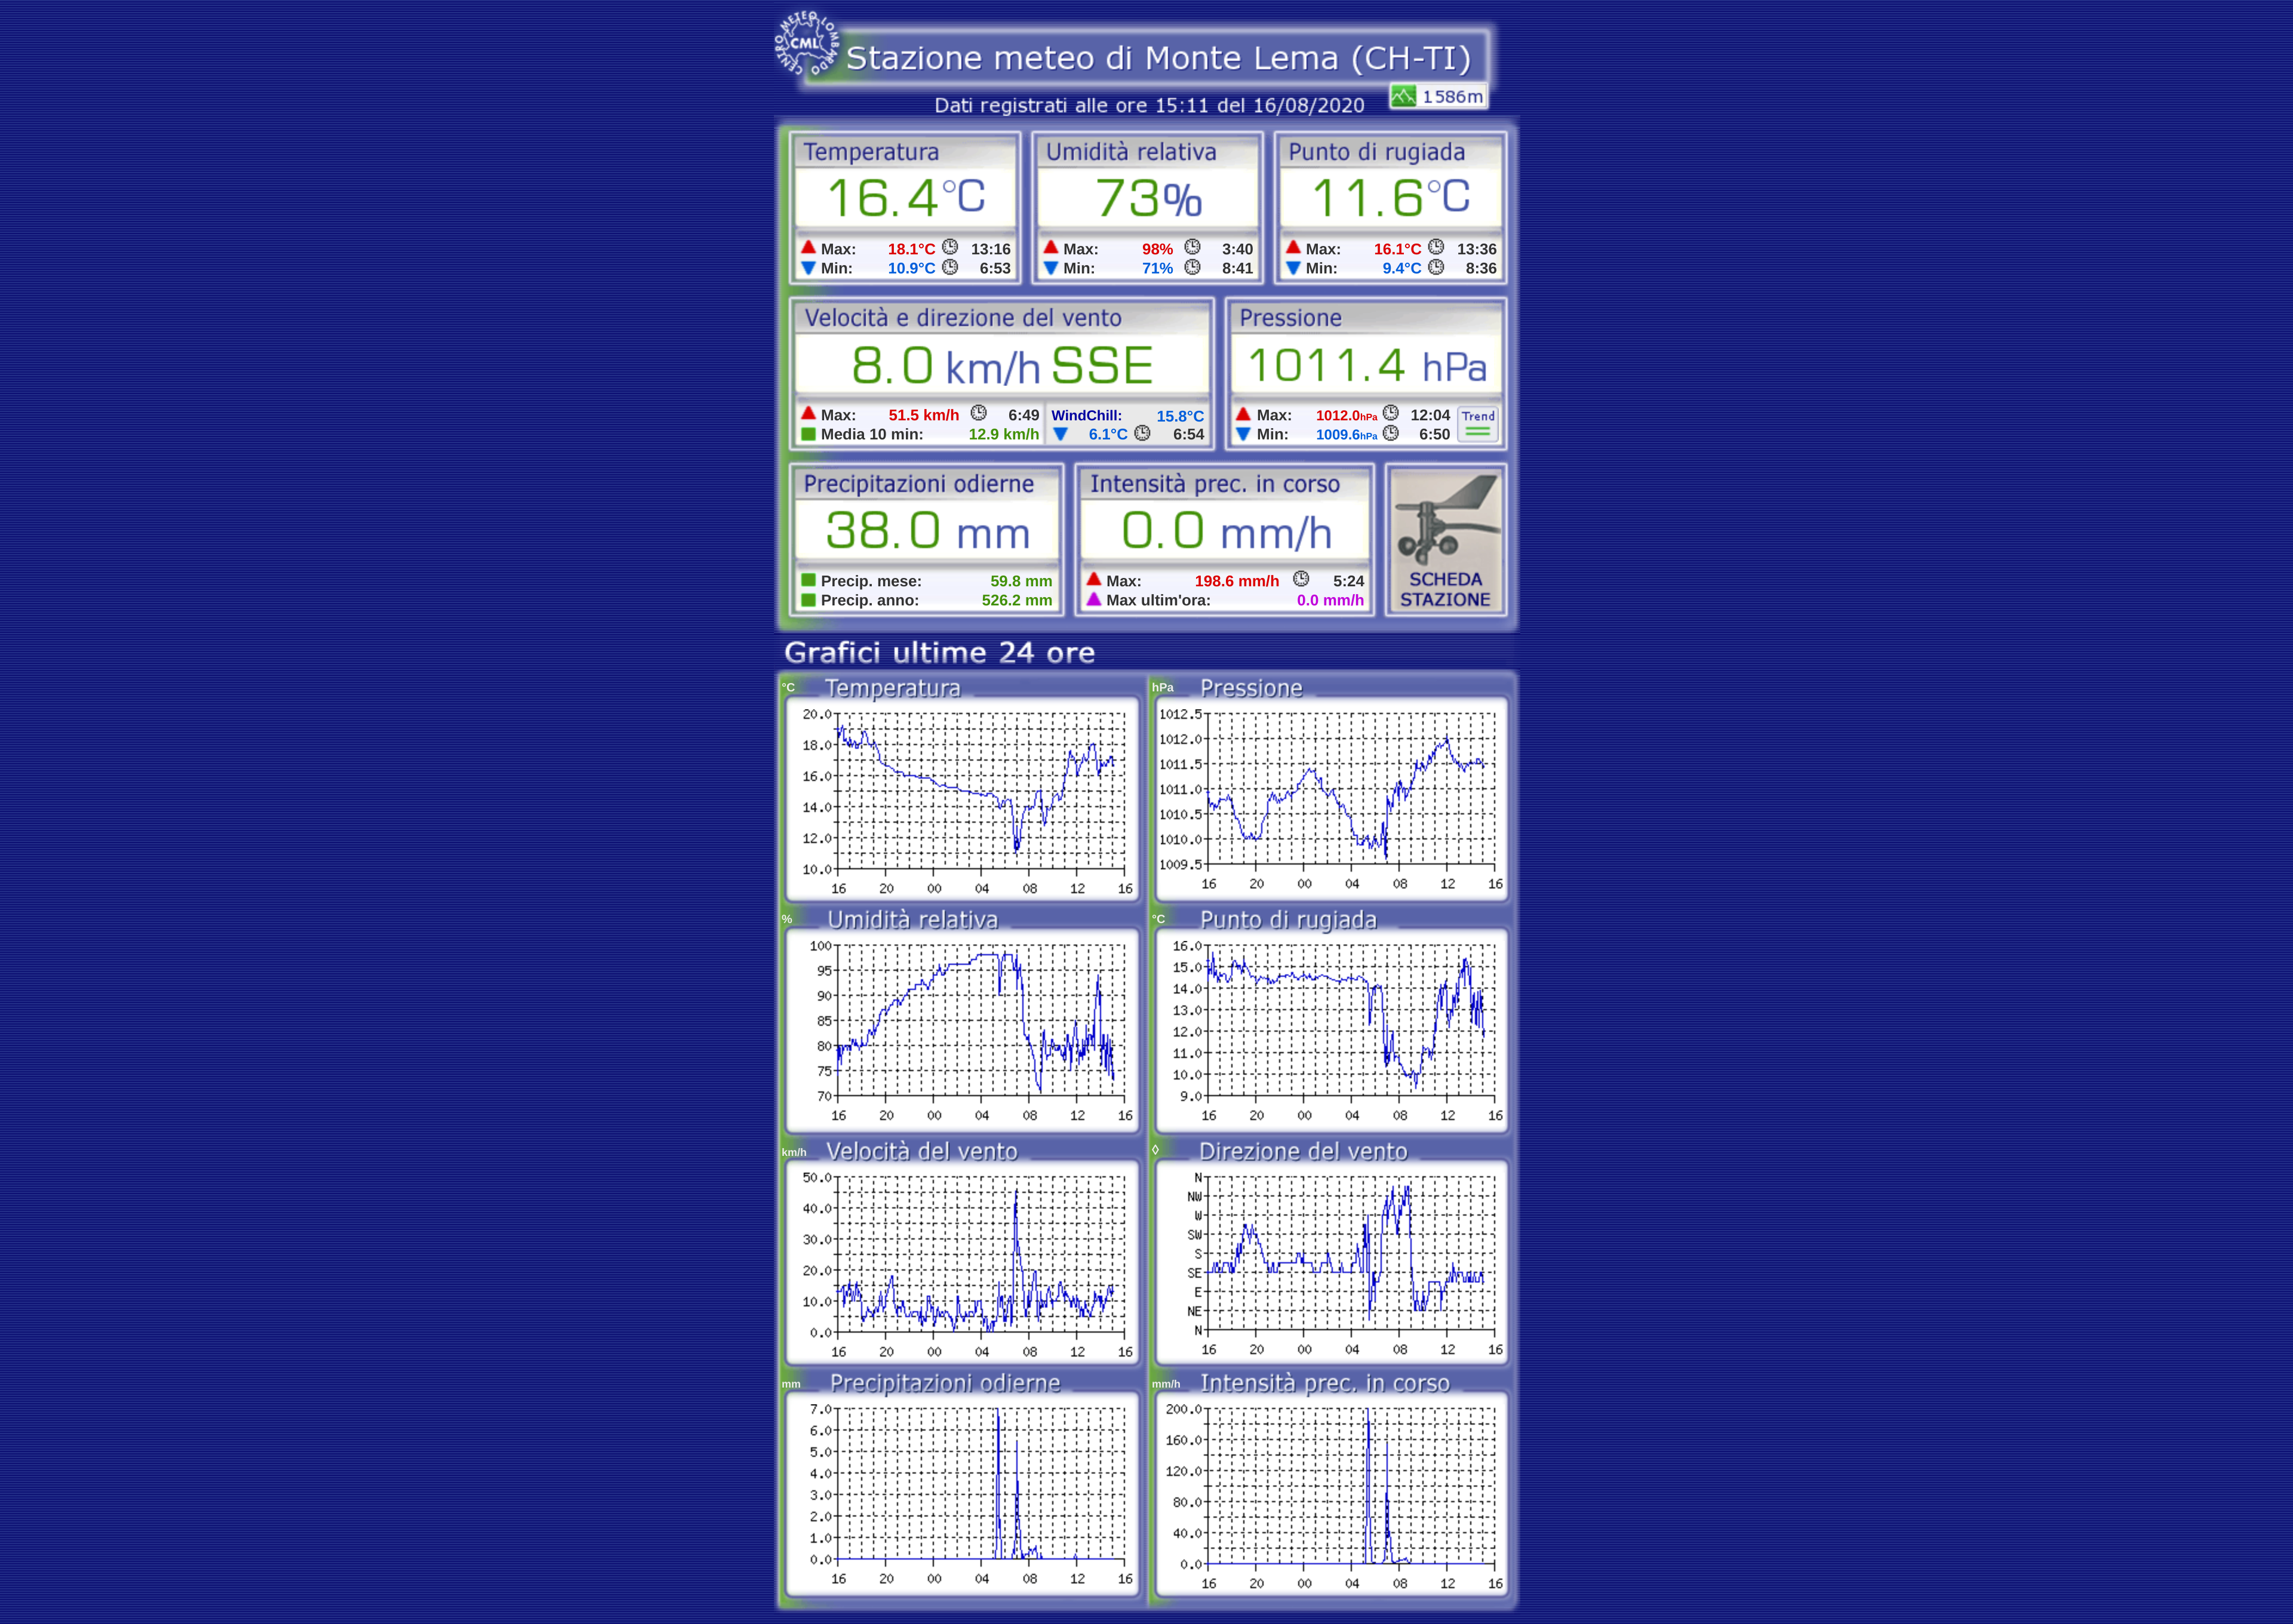 CENTRO METEO LOMBARDO
CML
Stazione meteo di Monte Lema (CH-TI)
1586m
Dati registrati alle ore 15:11 del 16/08/2020
Temperatura
16.4°C
Max: 18.1°C 13:16
Min: 10.9°C 6:53
Umidità relativa
73%
Max: 98% 3:40
Min: 71% 8:41
Punto di rugiada
11.6°C
Max: 16.1°C 13:36
Min: 9.4°C 8:36
Velocità e direzione del vento
8.0 km/h SSE
Max: 51.5 km/h 6:49
Media 10 min: 12.9 km/h
WindChill: 15.8°C
6.1°C 6:54
Pressione
1011.4 hPa
Max: 1012.0hPa 12:04
Min: 1009.6hPa 6:50
Trend
Precipitazioni odierne
38.0 mm
Precip. mese: 59.8 mm
Precip. anno: 526.2 mm
Intensità prec. in corso
0.0 mm/h
Max: 198.6 mm/h 5:24
Max ultim'ora: 0.0 mm/h
SCHEDA
STAZIONE
Grafici ultime 24 ore
°C Temperatura
20.0
18.0
16.0
14.0
12.0
10.0
16 20 00 04 08 12 16
hPa Pressione
1012.5
1012.0
1011.5
1011.0
1010.5
1010.0
1009.5
16 20 00 04 08 12 16
% Umidità relativa
100
95
90
85
80
75
70
16 20 00 04 08 12 16
°C Punto di rugiada
16.0
15.0
14.0
13.0
12.0
11.0
10.0
9.0
16 20 00 04 08 12 16
km/h Velocità del vento
50.0
40.0
30.0
20.0
10.0
0.0
16 20 00 04 08 12 16
◊ Direzione del vento
N
NW
W
SW
S
SE
E
NE
N
16 20 00 04 08 12 16
mm Precipitazioni odierne
7.0
6.0
5.0
4.0
3.0
2.0
1.0
0.0
16 20 00 04 08 12 16
mm/h Intensità prec. in corso
200.0
160.0
120.0
80.0
40.0
0.0
16 20 00 04 08 12 16